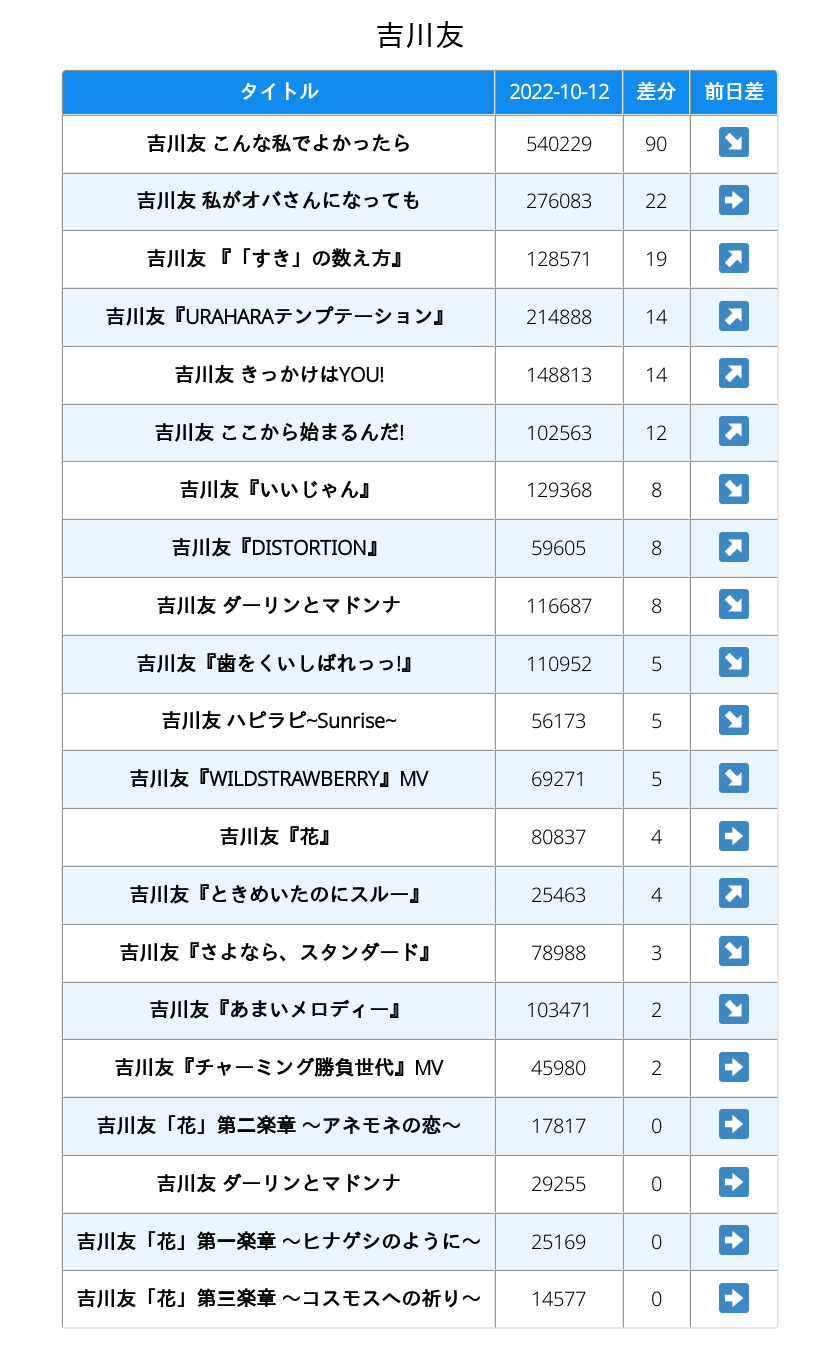 吉川友
タイトル 2022-10-12 差分 前日差
吉川友 こんな私でよかったら 540229 90 ↘
吉川友 私がオバさんになっても 276083 22 ➡
吉川友 『「すき」の数え方』 128571 19 ↗
吉川友『URAHARAテンプテーション』 214888 14 ↗
吉川友 きっかけはYOU! 148813 14 ↗
吉川友 ここから始まるんだ! 102563 12 ↗
吉川友『いいじゃん』 129368 8 ↘
吉川友『DISTORTION』 59605 8 ↗
吉川友 ダーリンとマドンナ 116687 8 ↘
吉川友『歯をくいしばれっっ!』 110952 5 ↘
吉川友 ハピラピ~Sunrise~ 56173 5 ↘
吉川友『WILDSTRAWBERRY』MV 69271 5 ↘
吉川友『花』 80837 4 ➡
吉川友『ときめいたのにスルー』 25463 4 ↗
吉川友『さよなら、スタンダード』 78988 3 ↘
吉川友『あまいメロディー』 103471 2 ↘
吉川友『チャーミング勝負世代』MV 45980 2 ➡
吉川友「花」第二楽章 〜アネモネの恋〜 17817 0 ➡
吉川友 ダーリンとマドンナ 29255 0 ➡
吉川友「花」第一楽章 〜ヒナゲシのように〜 25169 0 ➡
吉川友「花」第三楽章 〜コスモスへの祈り〜 14577 0 ➡